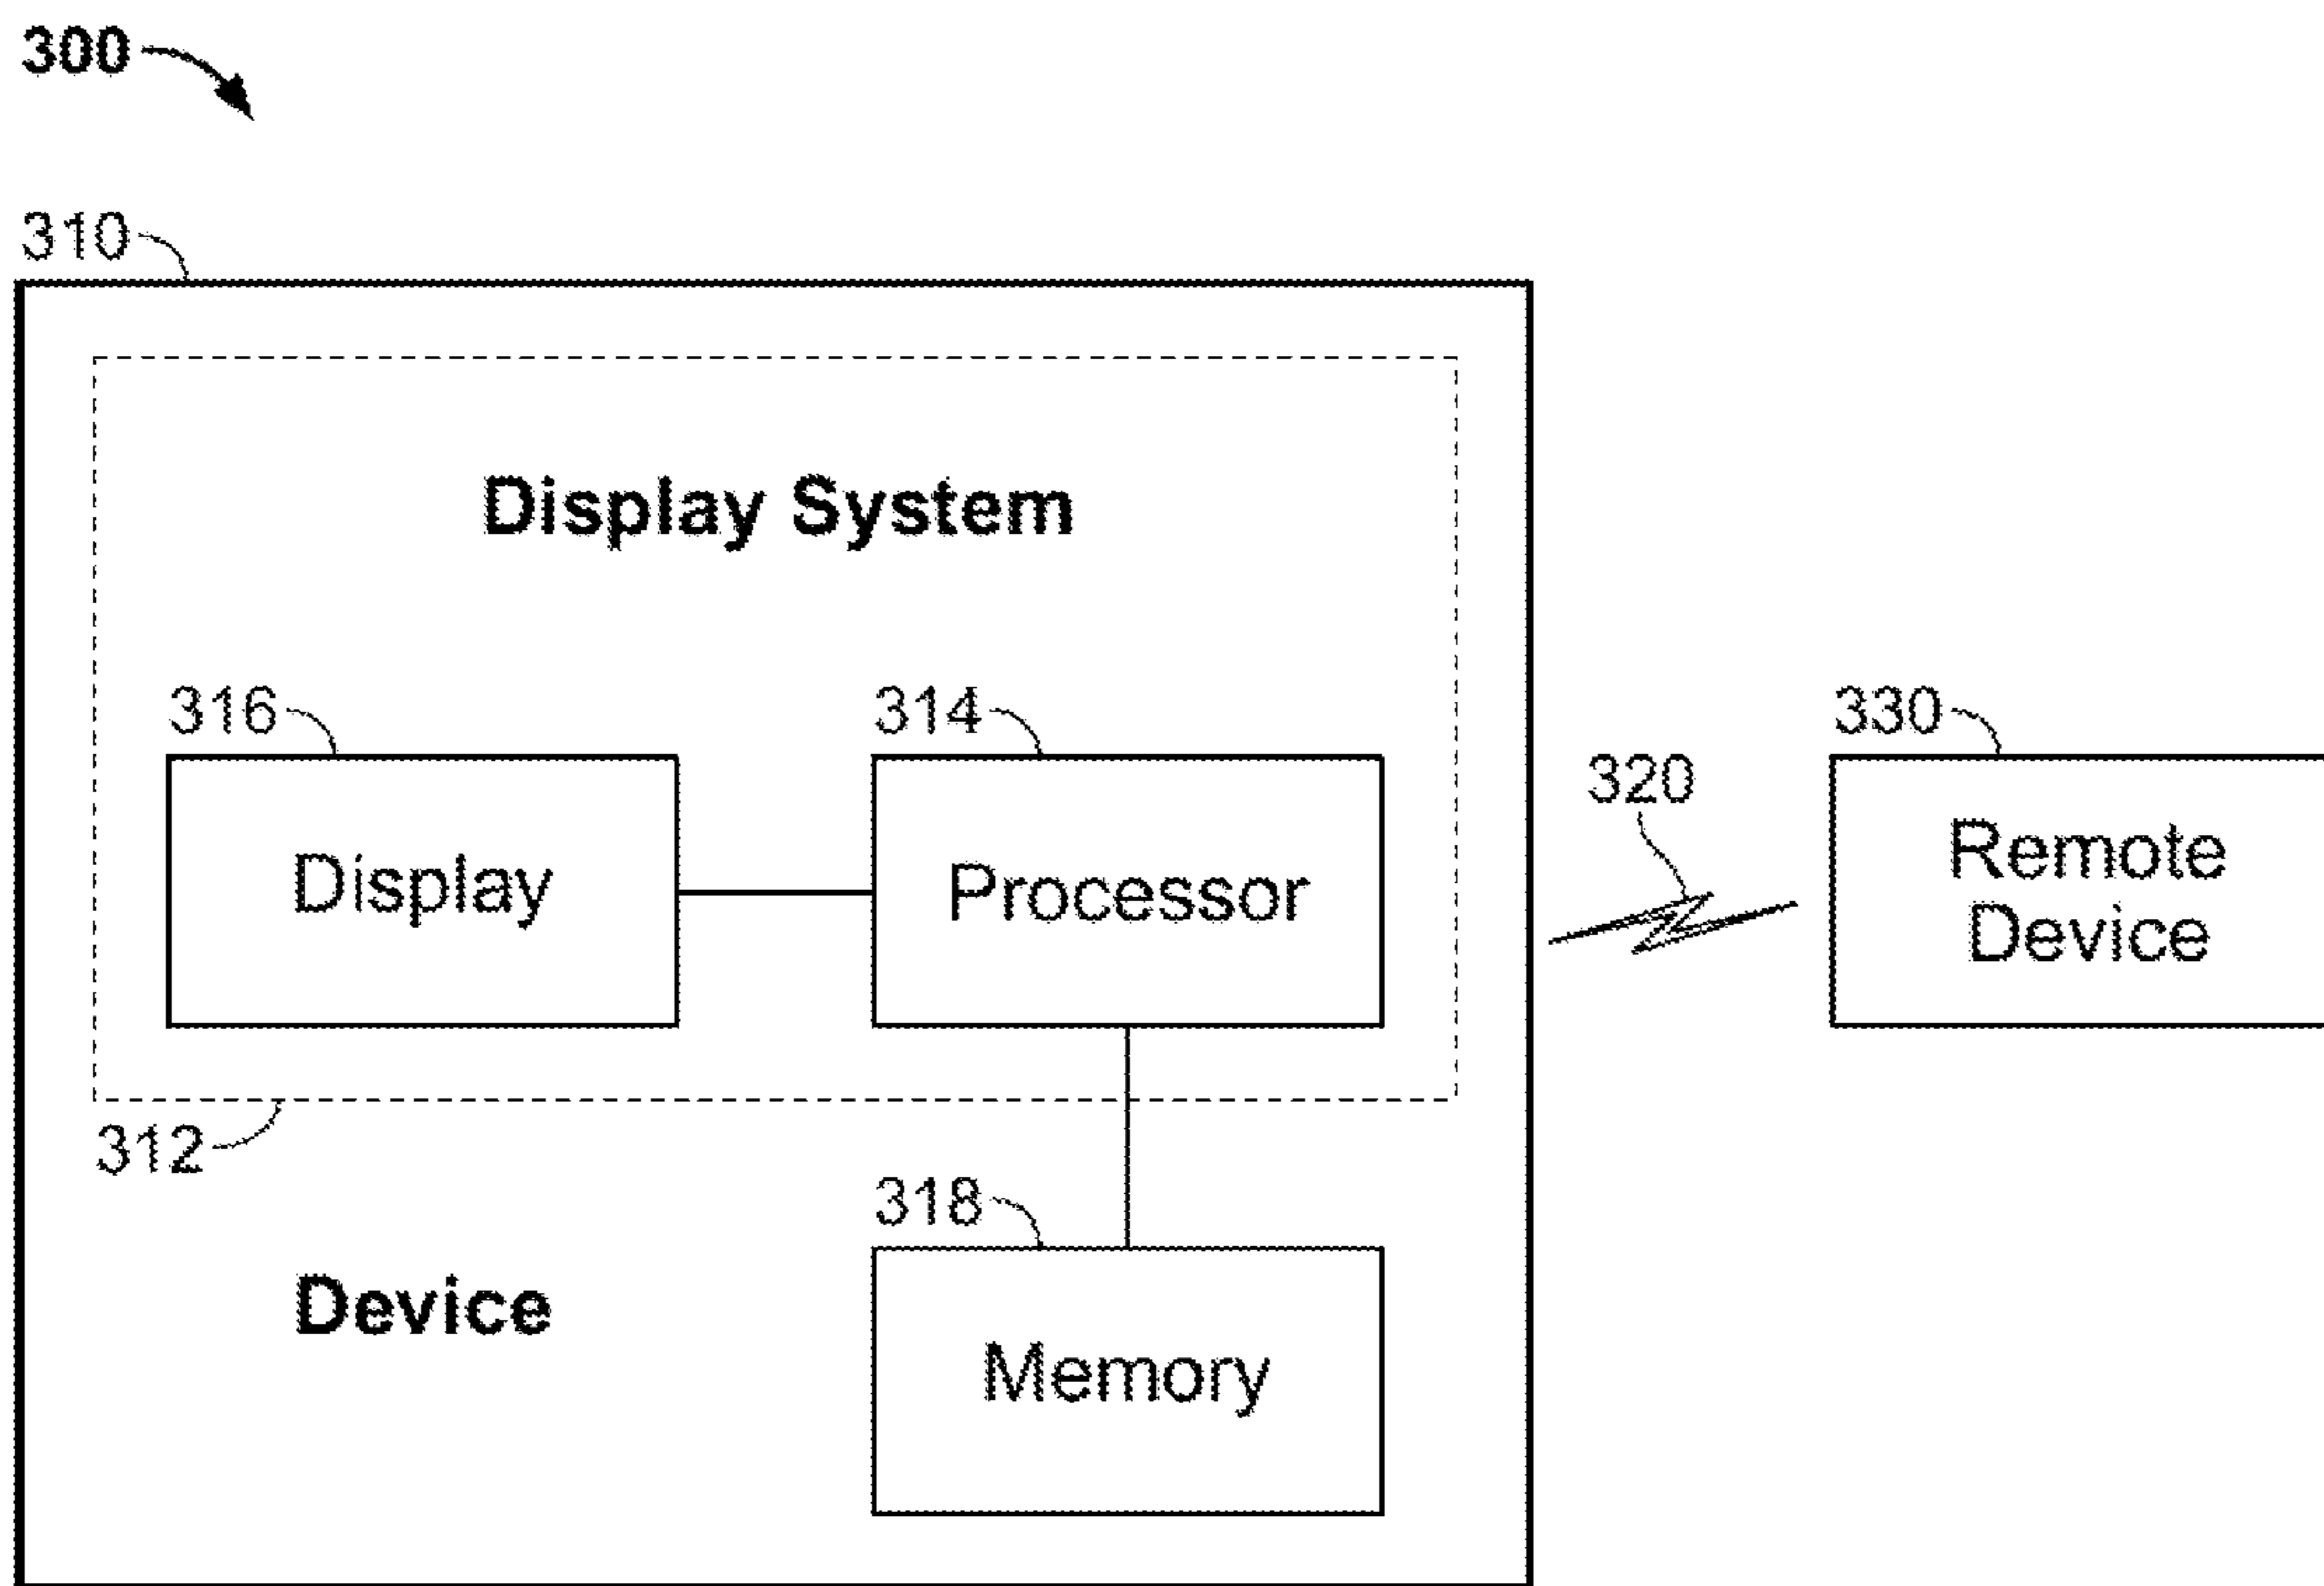 300
310
Display System
316
314
330
320
Display
Processor
Remote
Device
312
318
Device
Memory